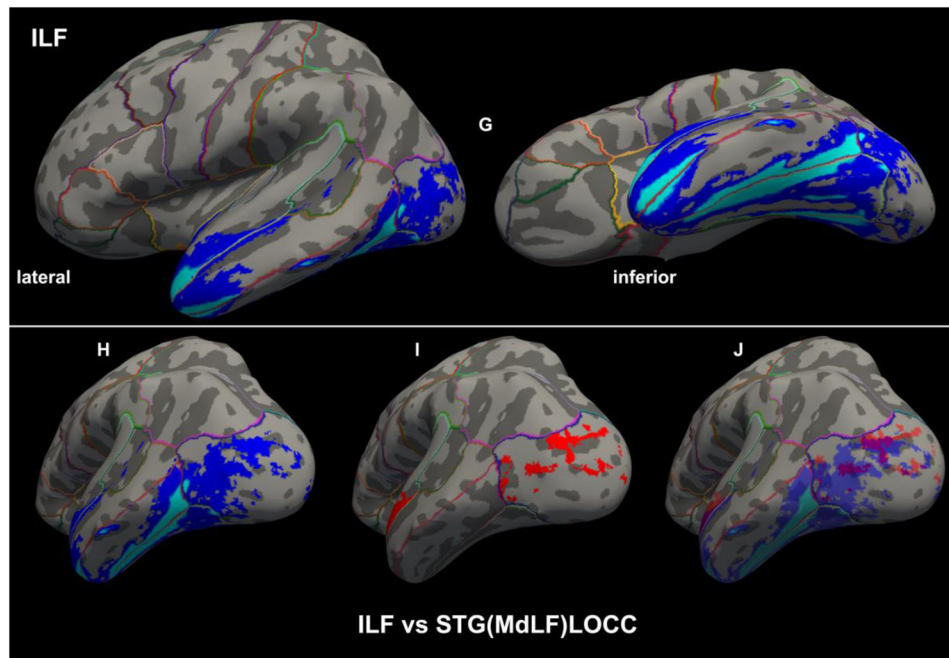 ILF
G
lateral
inferior
H
I
J
ILF vs STG(MdLF)LOCC